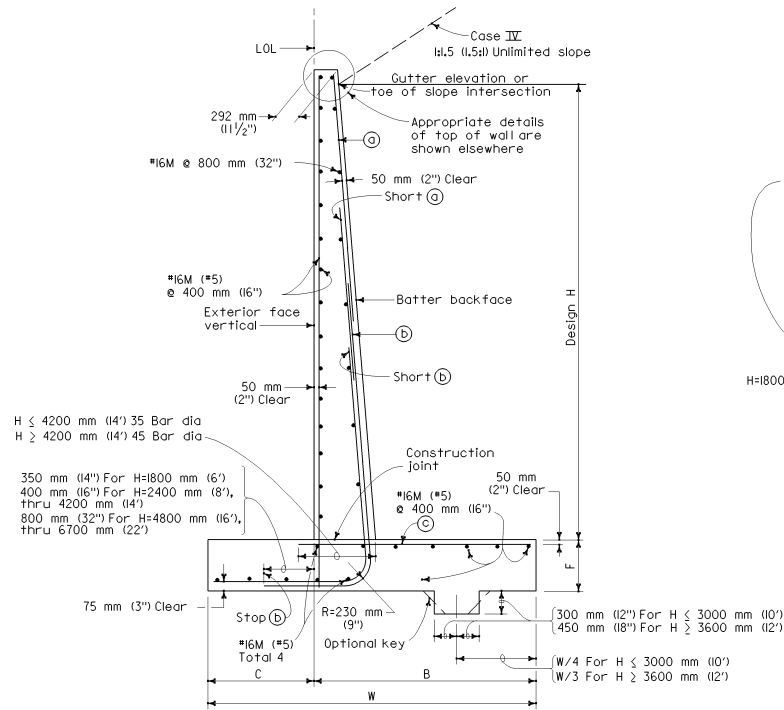 Case IV
1:1.5 (1.5:1) Unlimited slope
LOL
Gutter elevation or
toe of slope intersection
292 mm
(11 1/2")
Appropriate details
of top of wall are
shown elsewhere
a
#16M @ 800 mm (32")
50 mm (2") Clear
Short a
#16M (#5)
@ 400 mm (16")
Batter backface
Exterior face
vertical
b
Design H
Short b
H=1800
50 mm
(2") Clear
H ≤ 4200 mm (14') 35 Bar dia
H ≥ 4200 mm (14') 45 Bar dia
Construction
joint
350 mm (14") For H=1800 mm (6')
400 mm (16") For H=2400 mm (8'),
thru 4200 mm (14')
800 mm (32") For H=4800 mm (16'),
thru 6700 mm (22')
#16M (#5)
@ 400 mm (16")
c
50 mm
(2") Clear
F
75 mm (3") Clear
Stop b
R=230 mm
(9")
#16M (#5)
Total 4
Optional key
300 mm (12") For H ≤ 3000 mm (10')
450 mm (18") For H ≥ 3600 mm (12')
W/4 For H ≤ 3000 mm (10')
W/3 For H ≥ 3600 mm (12')
C
B
W